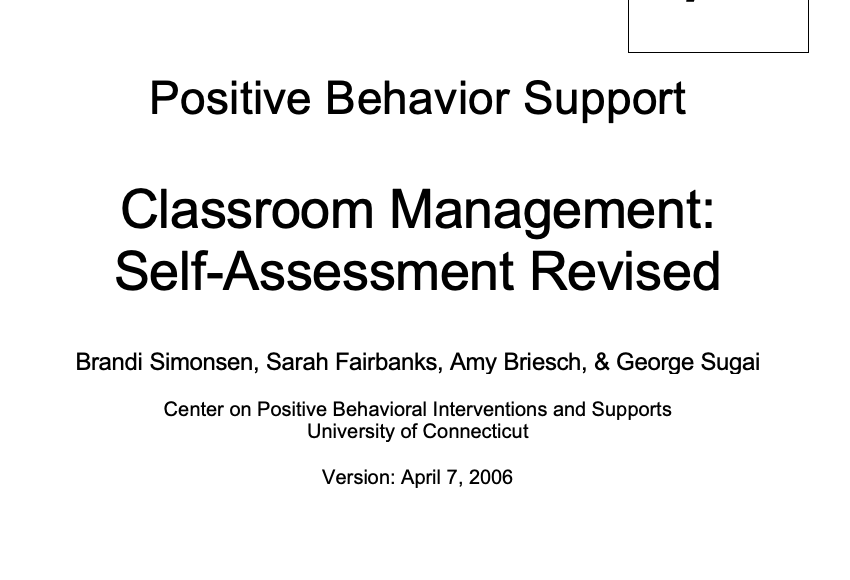 Positive Behavior Support
Classroom Management:
Self-Assessment Revised
Brandi Simonsen, Sarah Fairbanks, Amy Briesch, & George Sugai
Center on Positive Behavioral Interventions and Supports
University of Connecticut
Version: April 7, 2006